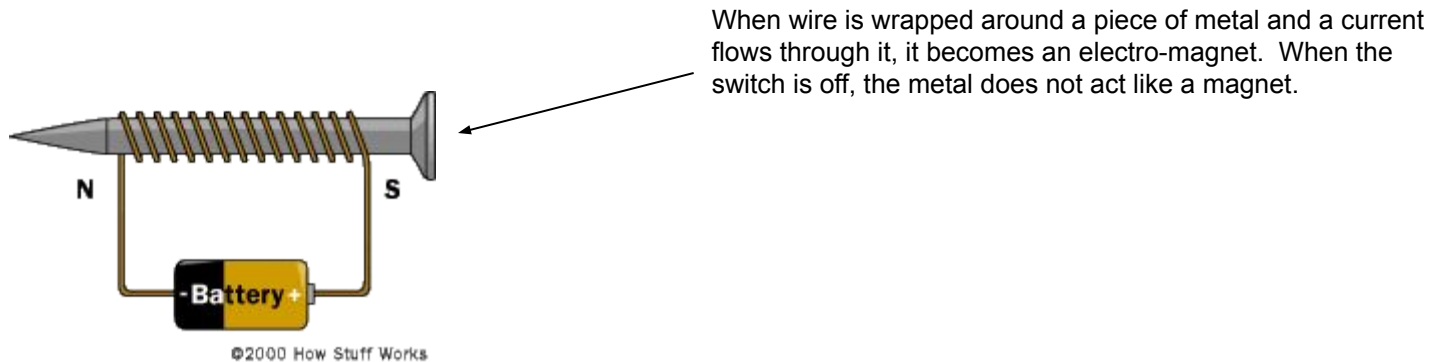 When wire is wrapped around a piece of metal and a current
flows through it, it becomes an electro-magnet.  When the
switch is off, the metal does not act like a magnet.
N
S
-Battery+
©2000 How Stuff Works